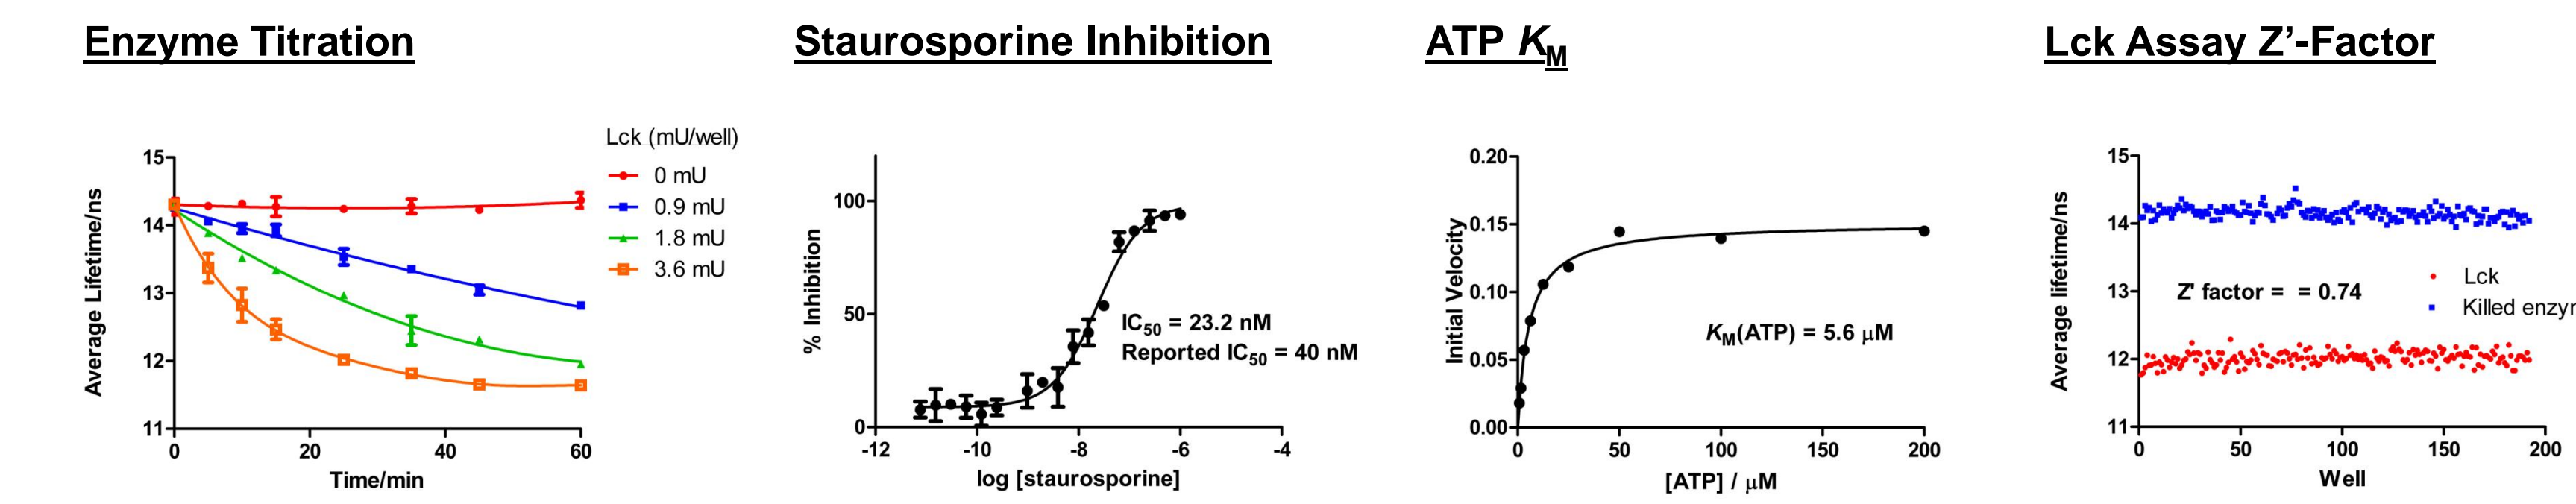 Enzyme Titration
Lck (mU/well)
0 mU
0.9 mU
1.8 mU
3.6 mU
Average Lifetime/ns
15
14
13
12
11
0 20 40 60
Time/min
Staurosporine Inhibition
% Inhibition
100
50
0
IC50 = 23.2 nM
Reported IC50 = 40 nM
-12 -10 -8 -6 -4
log [staurosporine]
ATP KM
Initial Velocity
0.20
0.15
0.10
0.05
0.00
KM(ATP) = 5.6 μM
0 50 100 150 200
[ATP] / μM
Lck Assay Z’-Factor
Average lifetime/ns
15
14
13
12
11
Z' factor = = 0.74
Lck
Killed enzyr
0 50 100 150 200
Well